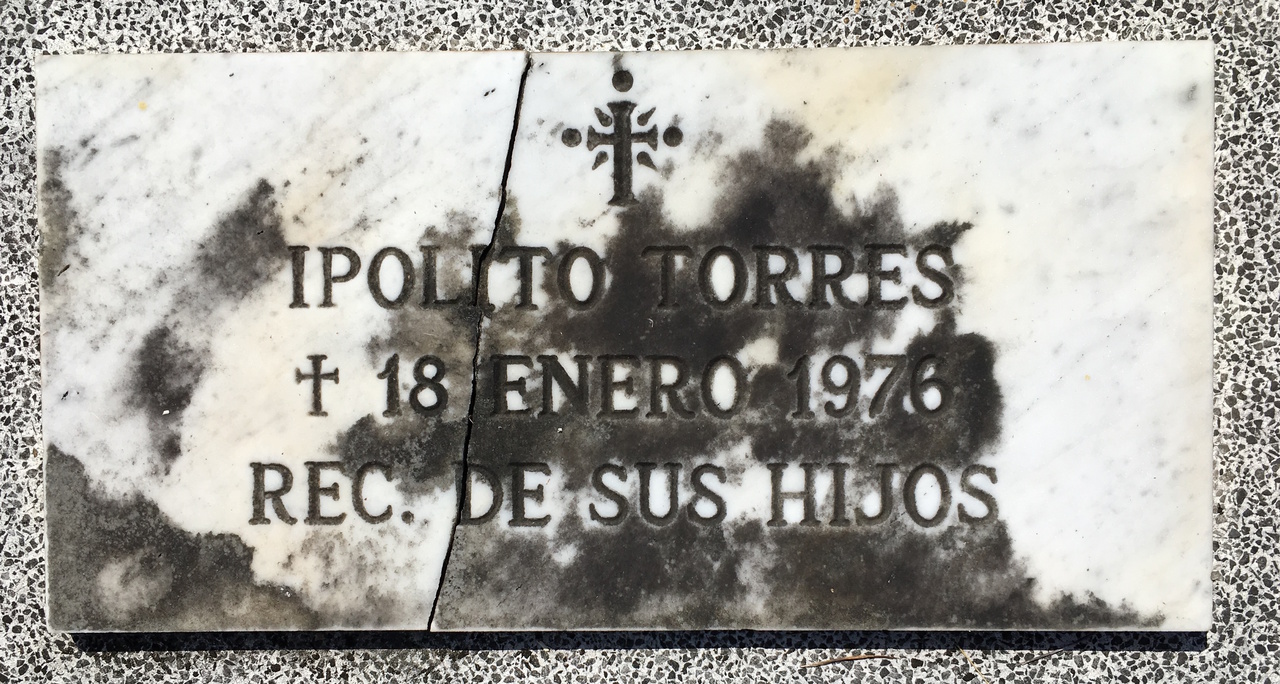 IPOLITO TORRES
† 18 ENERO 1976
REC. DE SUS HIJOS